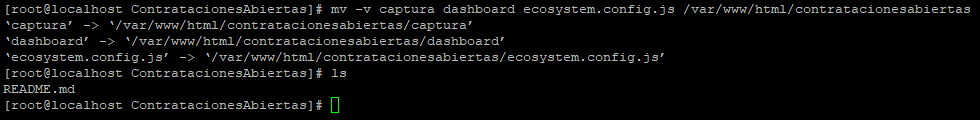 [root@localhost ContratacionesAbiertas]# mv -v captura dashboard ecosystem.config.js /var/www/html/contratacionesabiertas
‘captura’ -> ‘/var/www/html/contratacionesabiertas/captura’
‘dashboard’ -> ‘/var/www/html/contratacionesabiertas/dashboard’
‘ecosystem.config.js’ -> ‘/var/www/html/contratacionesabiertas/ecosystem.config.js’
[root@localhost ContratacionesAbiertas]# ls
README.md
[root@localhost ContratacionesAbiertas]#